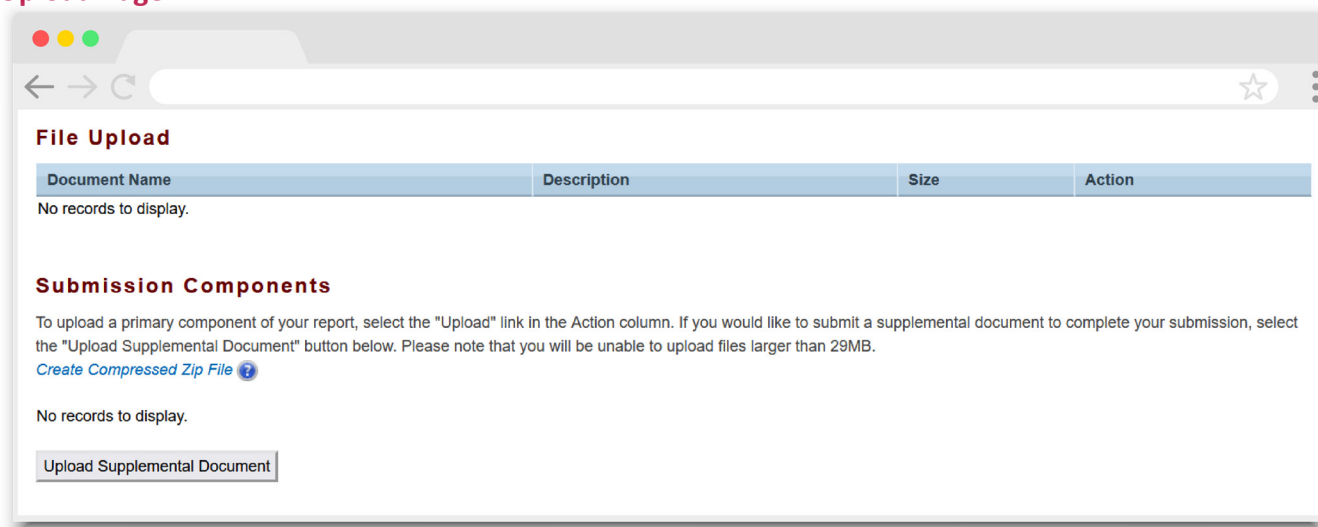 File Upload
Document Name Description Size Action
No records to display.
Submission Components
To upload a primary component of your report, select the "Upload" link in the Action column. If you would like to submit a supplemental document to complete your submission, select
the "Upload Supplemental Document" button below. Please note that you will be unable to upload files larger than 29MB.
Create Compressed Zip File ?
No records to display.
Upload Supplemental Document